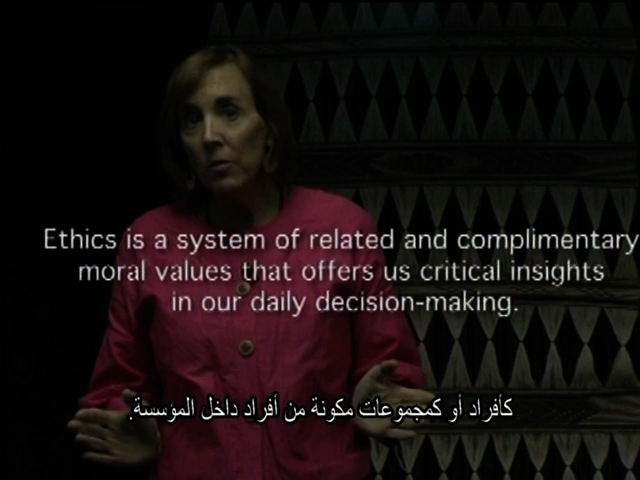 Ethics is a system of related and complimentary
moral values that offers us critical insights
in our daily decision-making.
كأفراد أو كمجموعات مكونة من أفراد داخل المؤسسة.